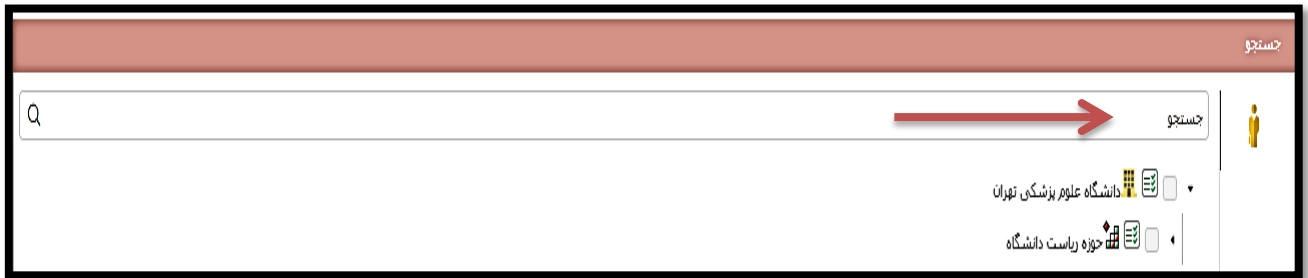 جستجو
جستجو
دانشگاه علوم پزشکی تهران
حوزه ریاست دانشگاه